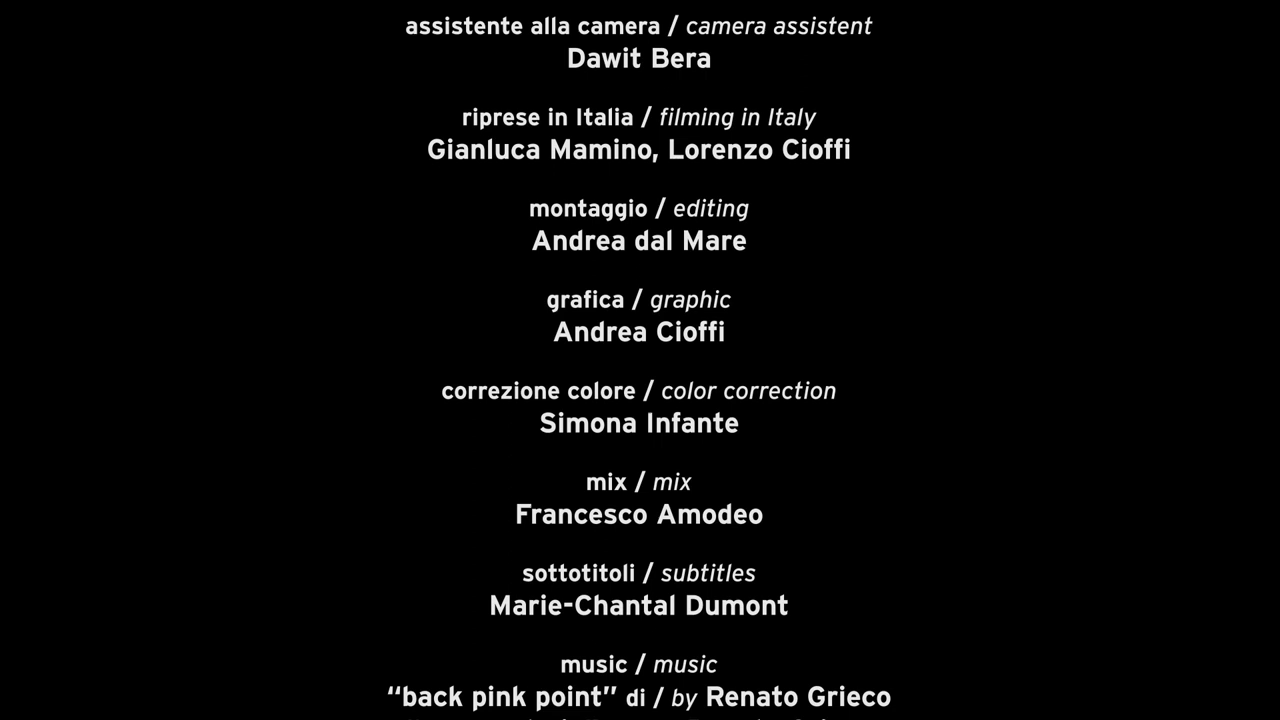 assistente alla camera / camera assistent
Dawit Bera
riprese in Italia / filming in Italy
Gianluca Mamino, Lorenzo Cioffi
montaggio / editing
Andrea dal Mare
grafica / graphic
Andrea Cioffi
correzione colore / color correction
Simona Infante
mix / mix
Francesco Amodeo
sottotitoli / subtitles
Marie-Chantal Dumont
music / music
“back pink point” di / by Renato Grieco